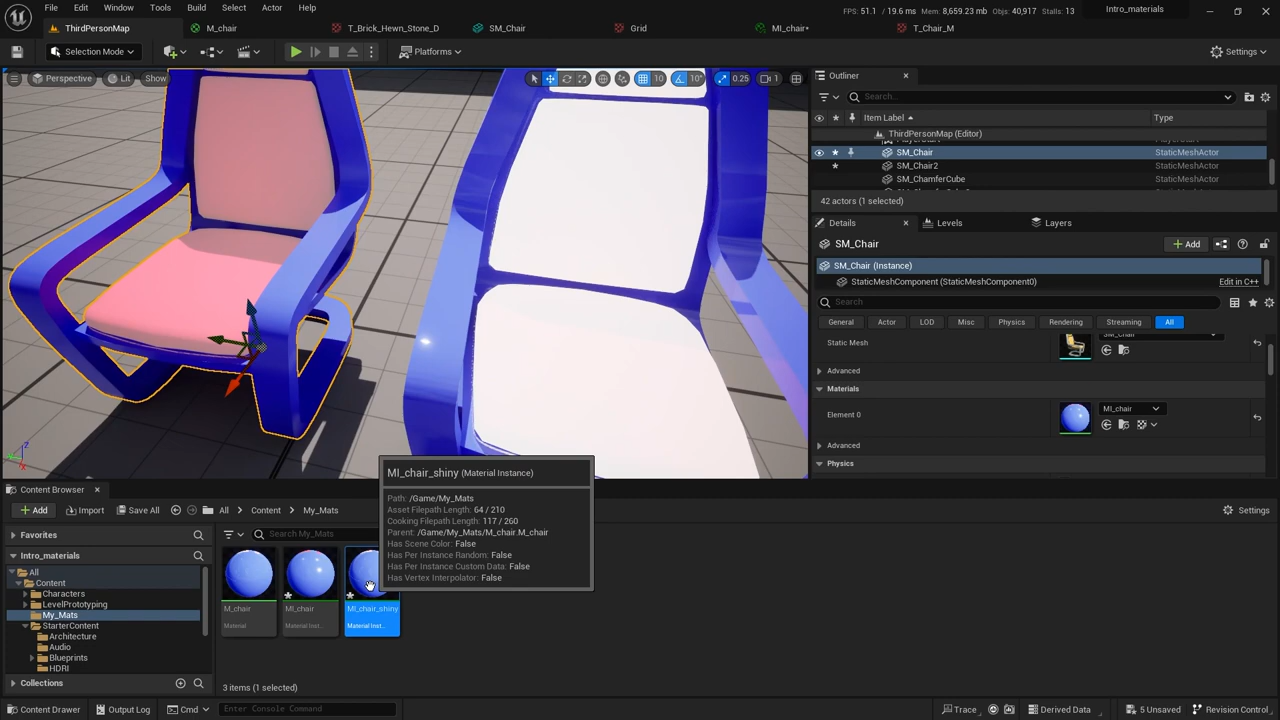 File Edit Window Tools Build Select Actor Help
FPS: 51.1 / 19.6 ms Mem: 8,659.23 mb Objs: 40,917 Stalls: 13
Intro_materials
ThirdPersonMap M_chair T_Brick_Hewn_Stone_D SM_Chair Grid MI_chair* T_Chair_M
Selection Mode Platforms Settings
Perspective Lit Show 10 10° 0.25 1
Outliner
Search...
Item Label Type
ThirdPersonMap (Editor)
SM_Chair StaticMeshActor
SM_Chair2 StaticMeshActor
SM_ChamferCube StaticMeshActor
42 actors (1 selected)
Details Levels Layers
SM_Chair Add
SM_Chair (Instance)
StaticMeshComponent (StaticMeshComponent0) Edit in C++
Search
General Actor LOD Misc Physics Rendering Streaming All
Static Mesh
Advanced
Materials
Element 0 MI_chair
Advanced
Physics
MI_chair_shiny (Material Instance)
Path: /Game/My_Mats
Asset Filepath Length: 64 / 210
Cooking Filepath Length: 117 / 260
Parent: /Game/My_Mats/M_chair.M_chair
Has Scene Color: False
Has Per Instance Random: False
Has Per Instance Custom Data: False
Has Vertex Interpolator: False
Content Browser
Add Import Save All All Content My_Mats Settings
Favorites
Search My_Mats
Intro_materials
All
Content
Characters
LevelPrototyping
My_Mats
StarterContent
Architecture
Audio
Blueprints
HDRI
Collections
M_chair MI_chair MI_chair_shiny
Material Material Inst.. Material Inst..
3 items (1 selected)
Content Drawer Output Log Cmd Enter Console Command Trace Derived Data 5 Unsaved Revision Control